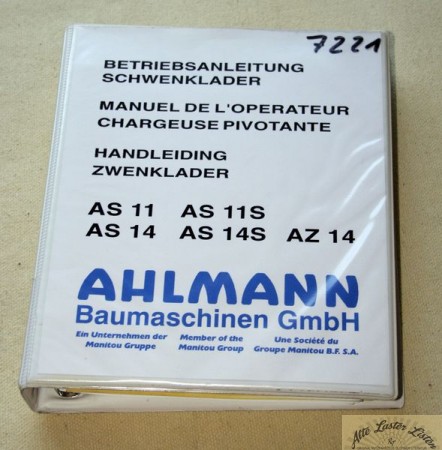 7221
BETRIEBSANLEITUNG
SCHWENKLADER
MANUEL DE L'OPERATEUR
CHARGEUSE PIVOTANTE
HANDLEIDING
ZWENKLADER
AS 11 AS 11S
AS 14 AS 14S AZ 14
AHLMANN
Baumaschinen GmbH
Ein Unternehmen der
Manitou Gruppe
Member of the
Manitou Group
Une Société du
Groupe Manitou B.F. S.A.
Alte Laster Listen